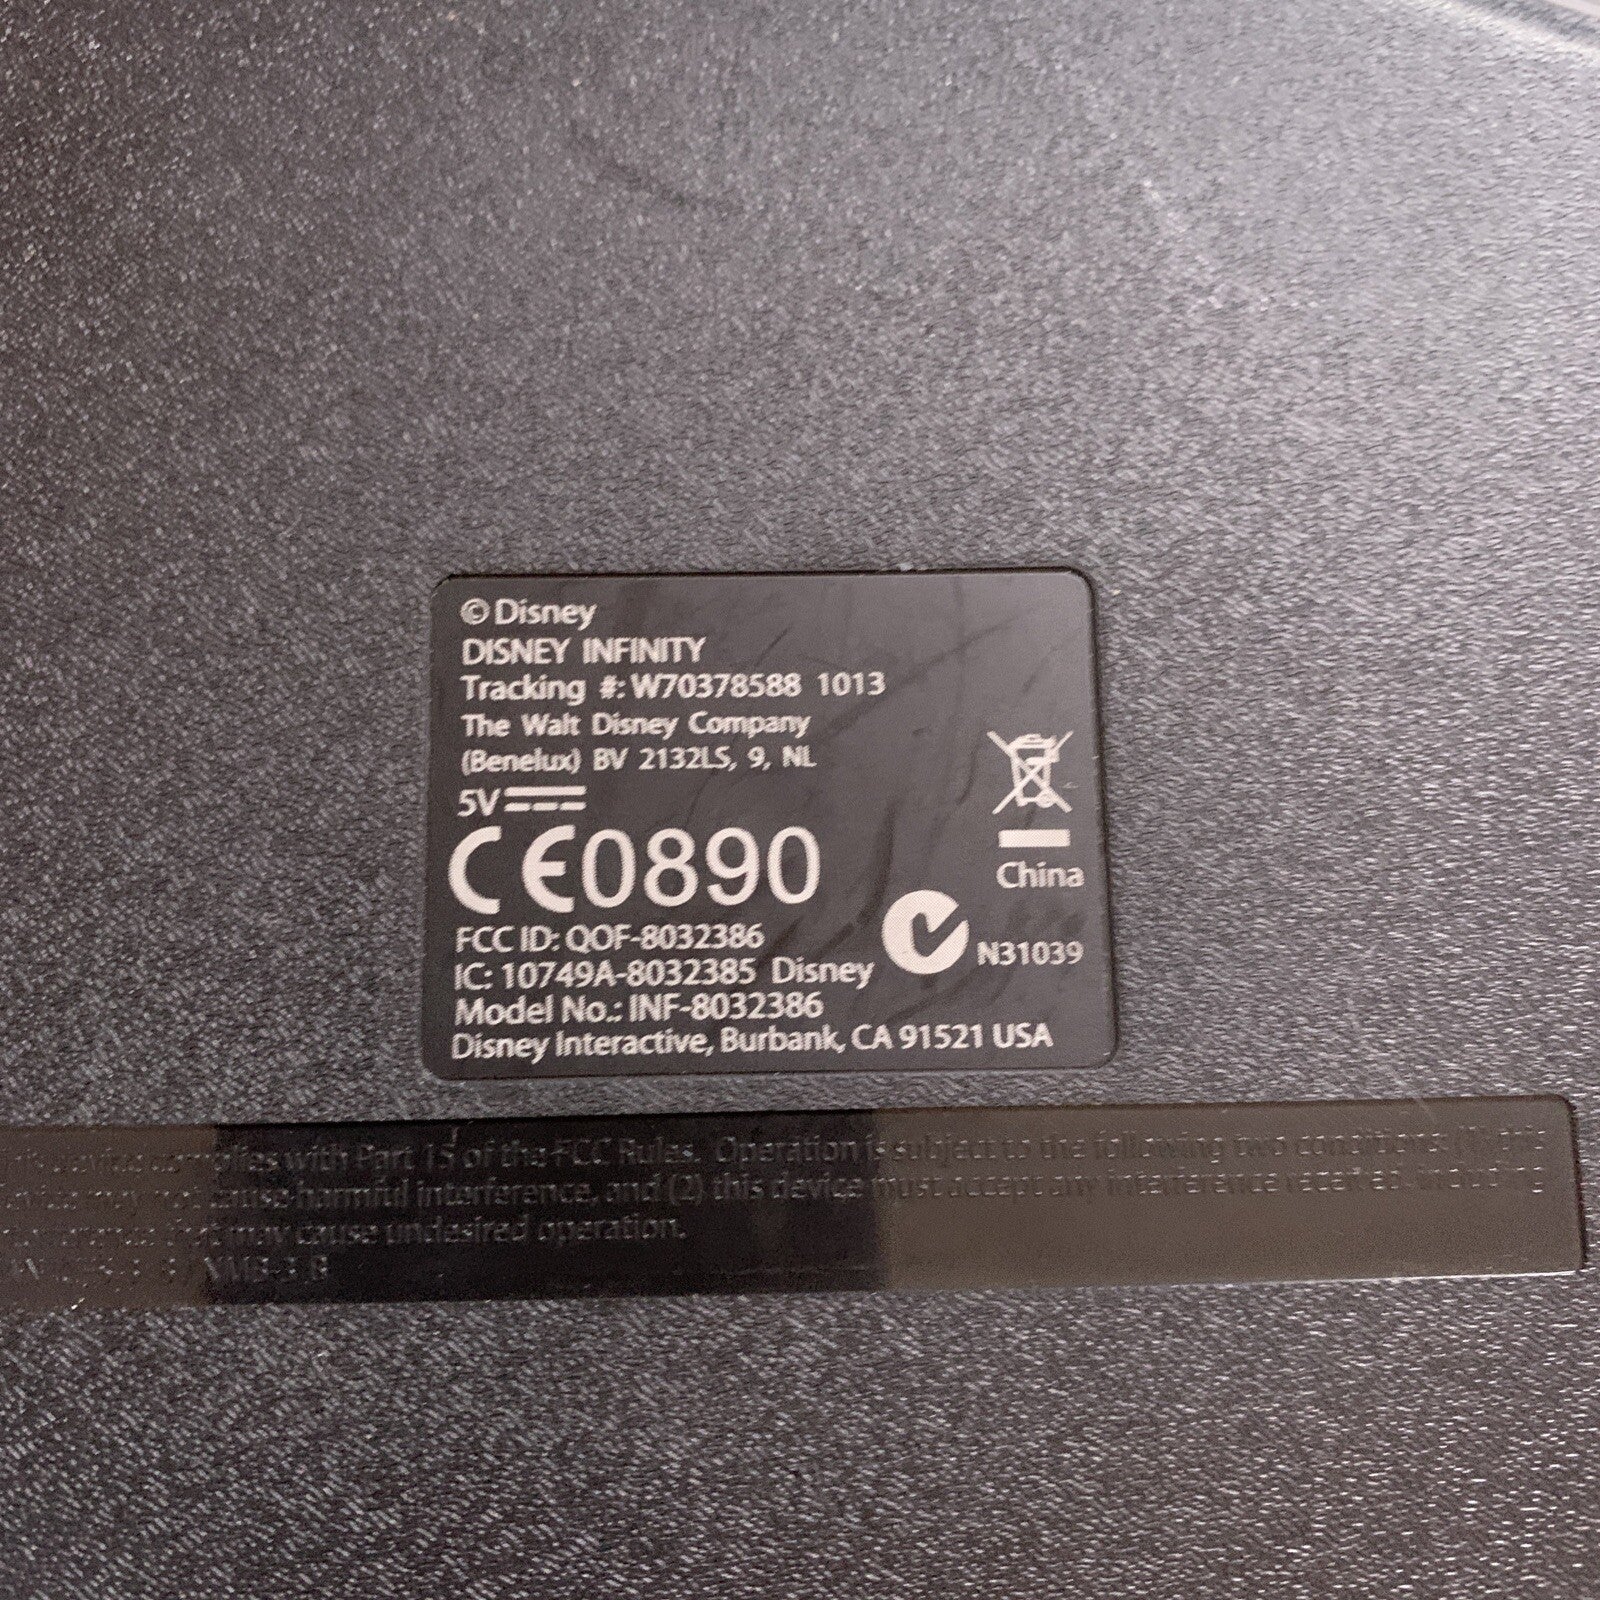 © Disney
DISNEY INFINITY
Tracking #: W70378588 1013
The Walt Disney Company
(Benelux) BV 2132LS, 9, NL
5V
CE0890
China
FCC ID: QOF-8032386
N31039
IC: 10749A-8032385 Disney
Model No.: INF-8032386
Disney Interactive, Burbank, CA 91521 USA
with Part 15 of the FCC Rules. Operation is subject to the following two conditions
cause harmful interference, and (2) this device must accept any interference received, including
may cause undesired operation.